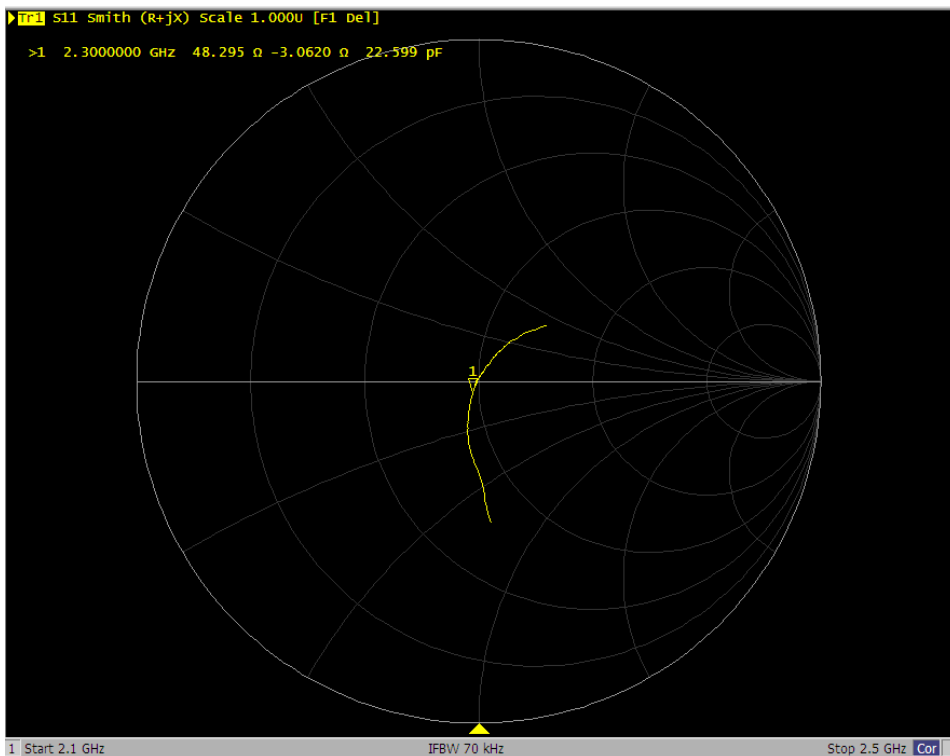 Tr1 S11 Smith (R+jX) Scale 1.000U [F1 Del]
>1 2.3000000 GHz 48.295 Ω -3.0620 Ω 22.599 pF
1
1 Start 2.1 GHz IFBW 70 kHz Stop 2.5 GHz Cor